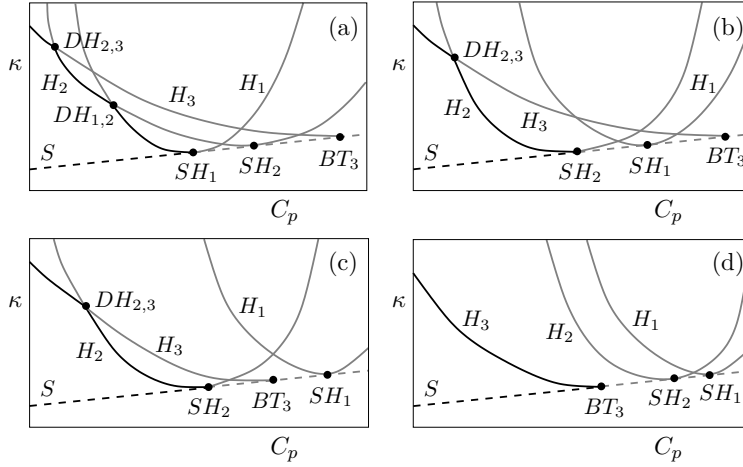 (a)
κ
DH2,3
H2
H1
H3
DH1,2
S
SH1
SH2
BT3
Cp
(b)
κ
DH2,3
H1
H2
H3
S
SH2
SH1
BT3
Cp
(c)
κ
DH2,3
H1
H2
H3
S
SH2
BT3
SH1
Cp
(d)
κ
H3
H2
H1
S
BT3
SH2
SH1
Cp